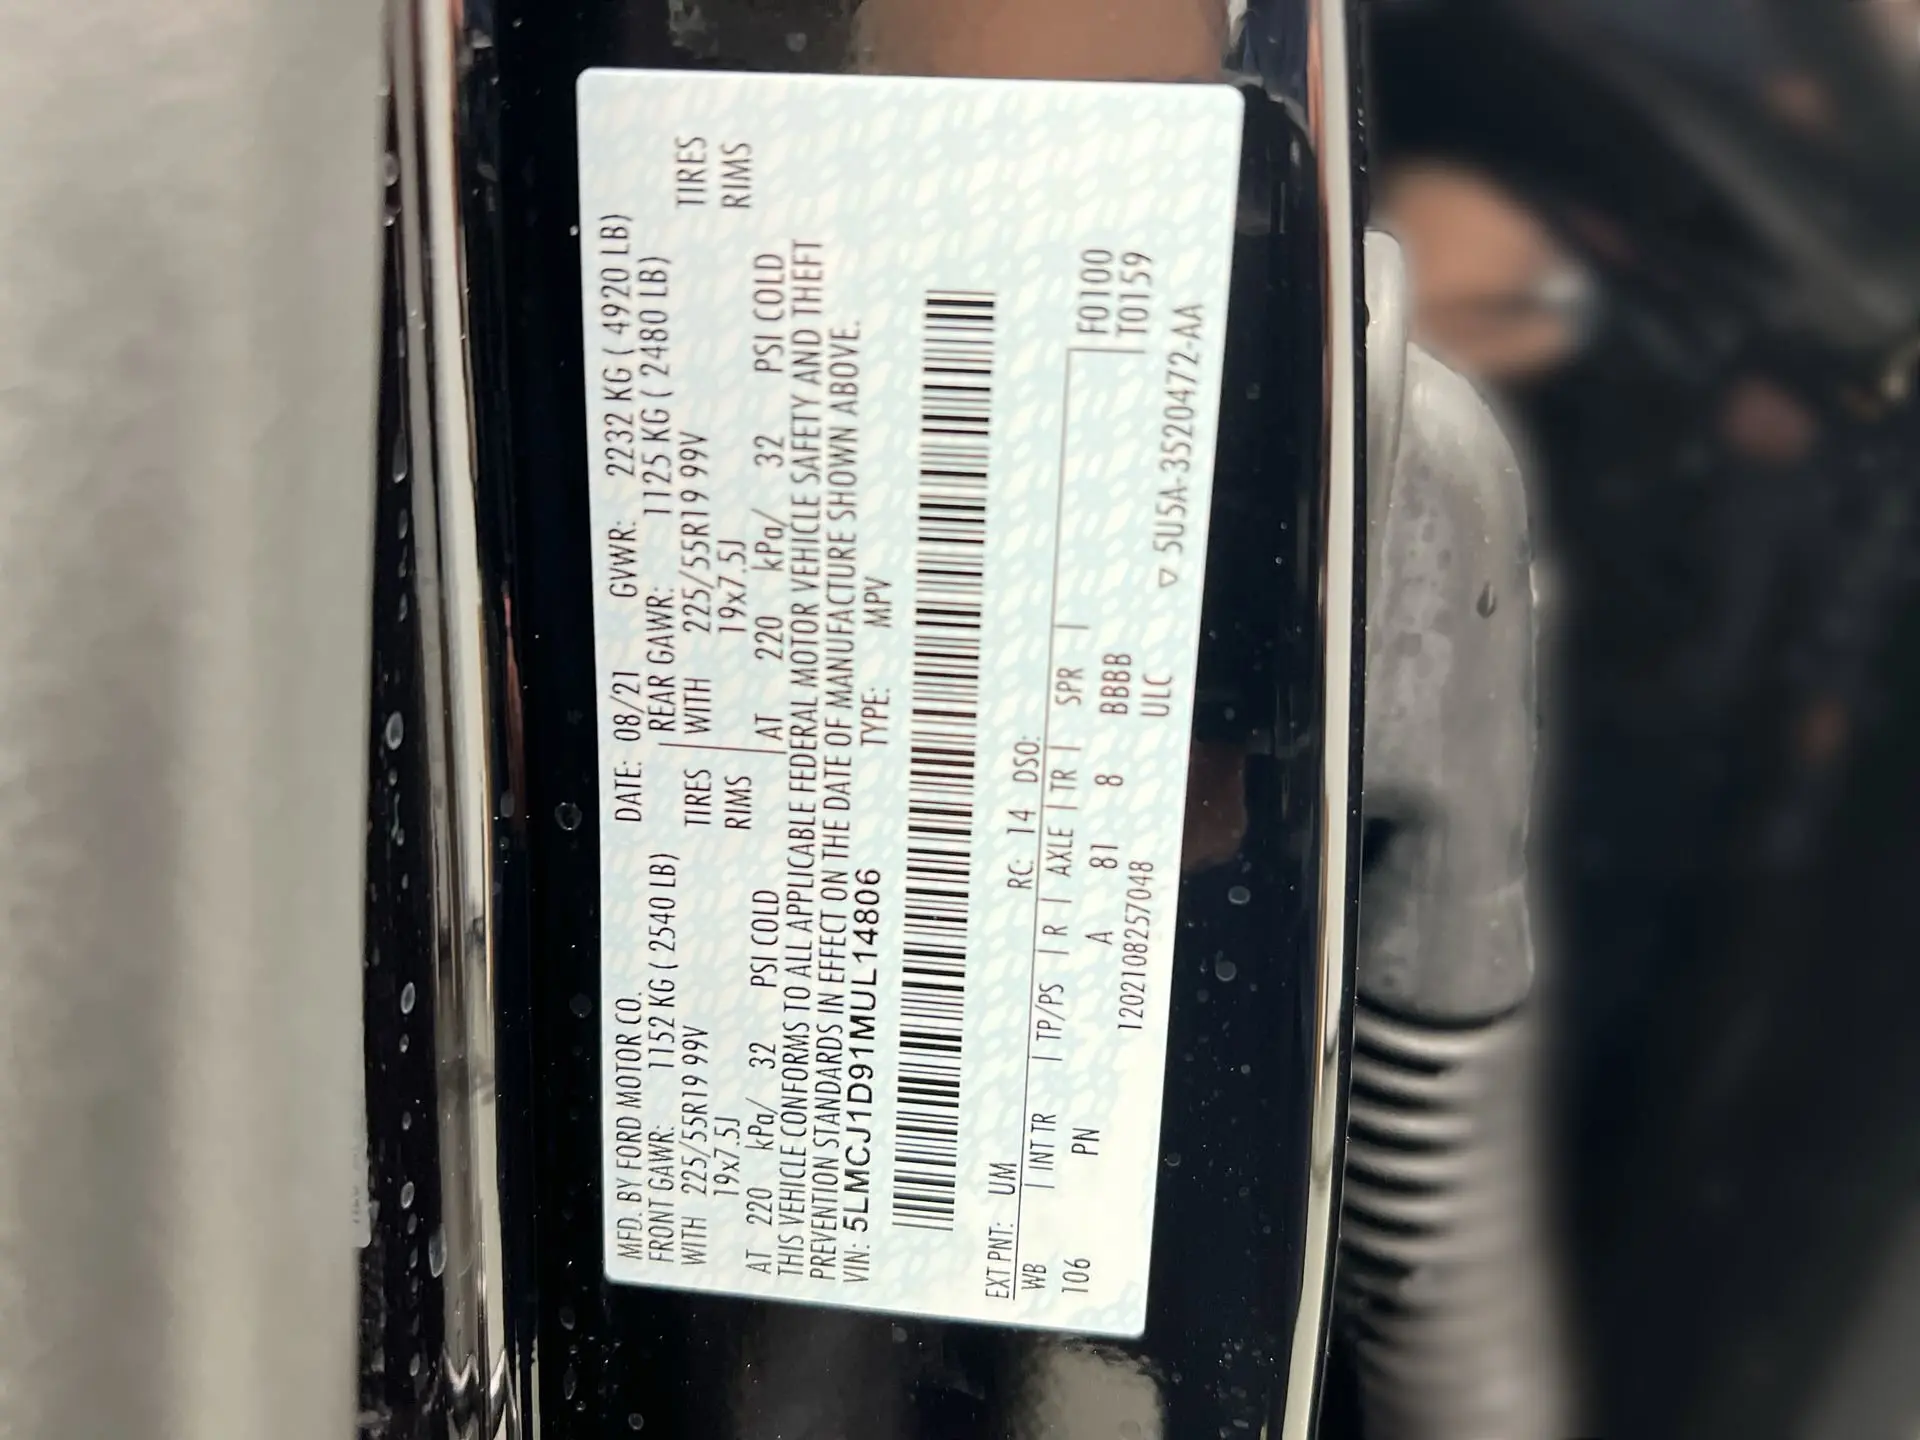 MFD. BY FORD MOTOR CO. DATE: 08/21 GVWR: 2232 KG ( 4920 LB)
FRONT GAWR: 1152 KG ( 2540 LB) REAR GAWR: 1125 KG ( 2480 LB)
WITH 225/55R19 99V TIRES WITH 225/55R19 99V TIRES
19x7.5J RIMS 19x7.5J RIMS
AT 220 kPa/ 32 PSI COLD AT 220 kPa/ 32 PSI COLD
THIS VEHICLE CONFORMS TO ALL APPLICABLE FEDERAL MOTOR VEHICLE SAFETY AND THEFT
PREVENTION STANDARDS IN EFFECT ON THE DATE OF MANUFACTURE SHOWN ABOVE.
VIN: 5LMCJ1D91MUL14806 TYPE: MPV
EXT PNT: UM RC: 14 DSO:
WB | INT TR | TP/PS | R | AXLE | TR | SPR | F0100
106 PN A 81 8 BBBB T0159
1202108257048 ULC ▽ 5U5A-3520472-AA